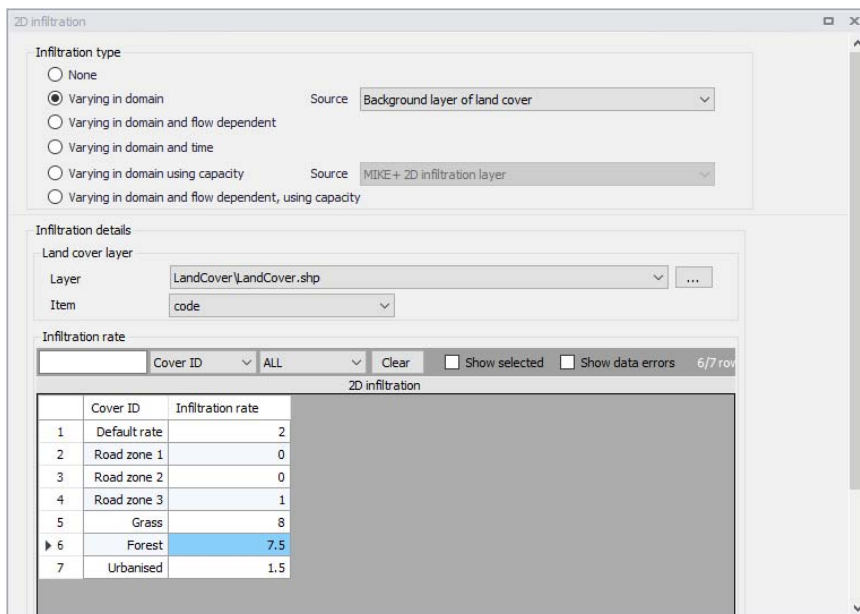 2D infiltration
Infiltration type
None
Varying in domain Source Background layer of land cover
Varying in domain and flow dependent
Varying in domain and time
Varying in domain using capacity Source MIKE+ 2D infiltration layer
Varying in domain and flow dependent, using capacity
Infiltration details
Land cover layer
Layer LandCover\LandCover.shp ...
Item code
Infiltration rate
Cover ID ALL Clear Show selected Show data errors 6/7 row
2D infiltration
Cover ID Infiltration rate
1 Default rate 2
2 Road zone 1 0
3 Road zone 2 0
4 Road zone 3 1
5 Grass 8
6 Forest 7.5
7 Urbanised 1.5